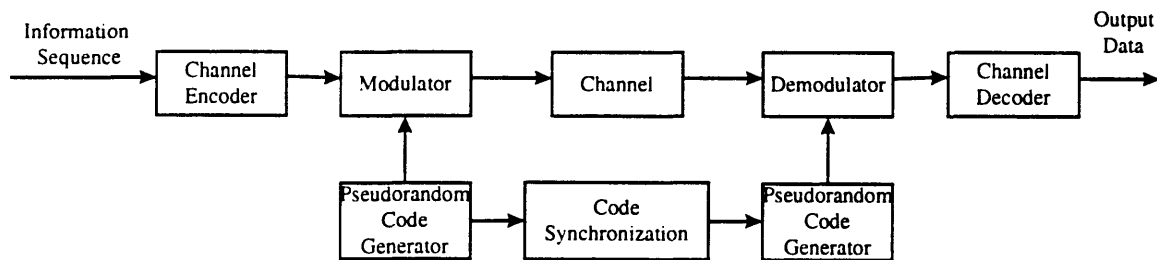 Information
Sequence
Channel
Encoder
Modulator
Channel
Demodulator
Channel
Decoder
Output
Data
Pseudorandom
Code
Generator
Code
Synchronization
Pseudorandom
Code
Generator